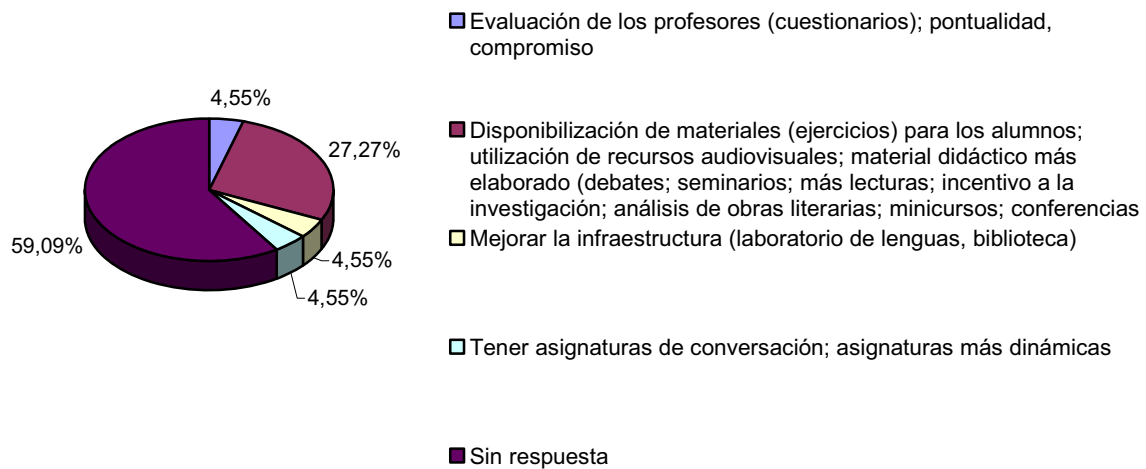 Evaluación de los profesores (cuestionarios); pontualidad,
compromiso
4,55%
27,27%
Disponibilización de materiales (ejercicios) para los alumnos;
utilización de recursos audiovisuales; material didáctico más
elaborado (debates; seminarios; más lecturas; incentivo a la
investigación; análisis de obras literarias; minicursos; conferencias
59,09%
4,55%
4,55%
Mejorar la infraestructura (laboratorio de lenguas, biblioteca)
Tener asignaturas de conversación; asignaturas más dinámicas
Sin respuesta